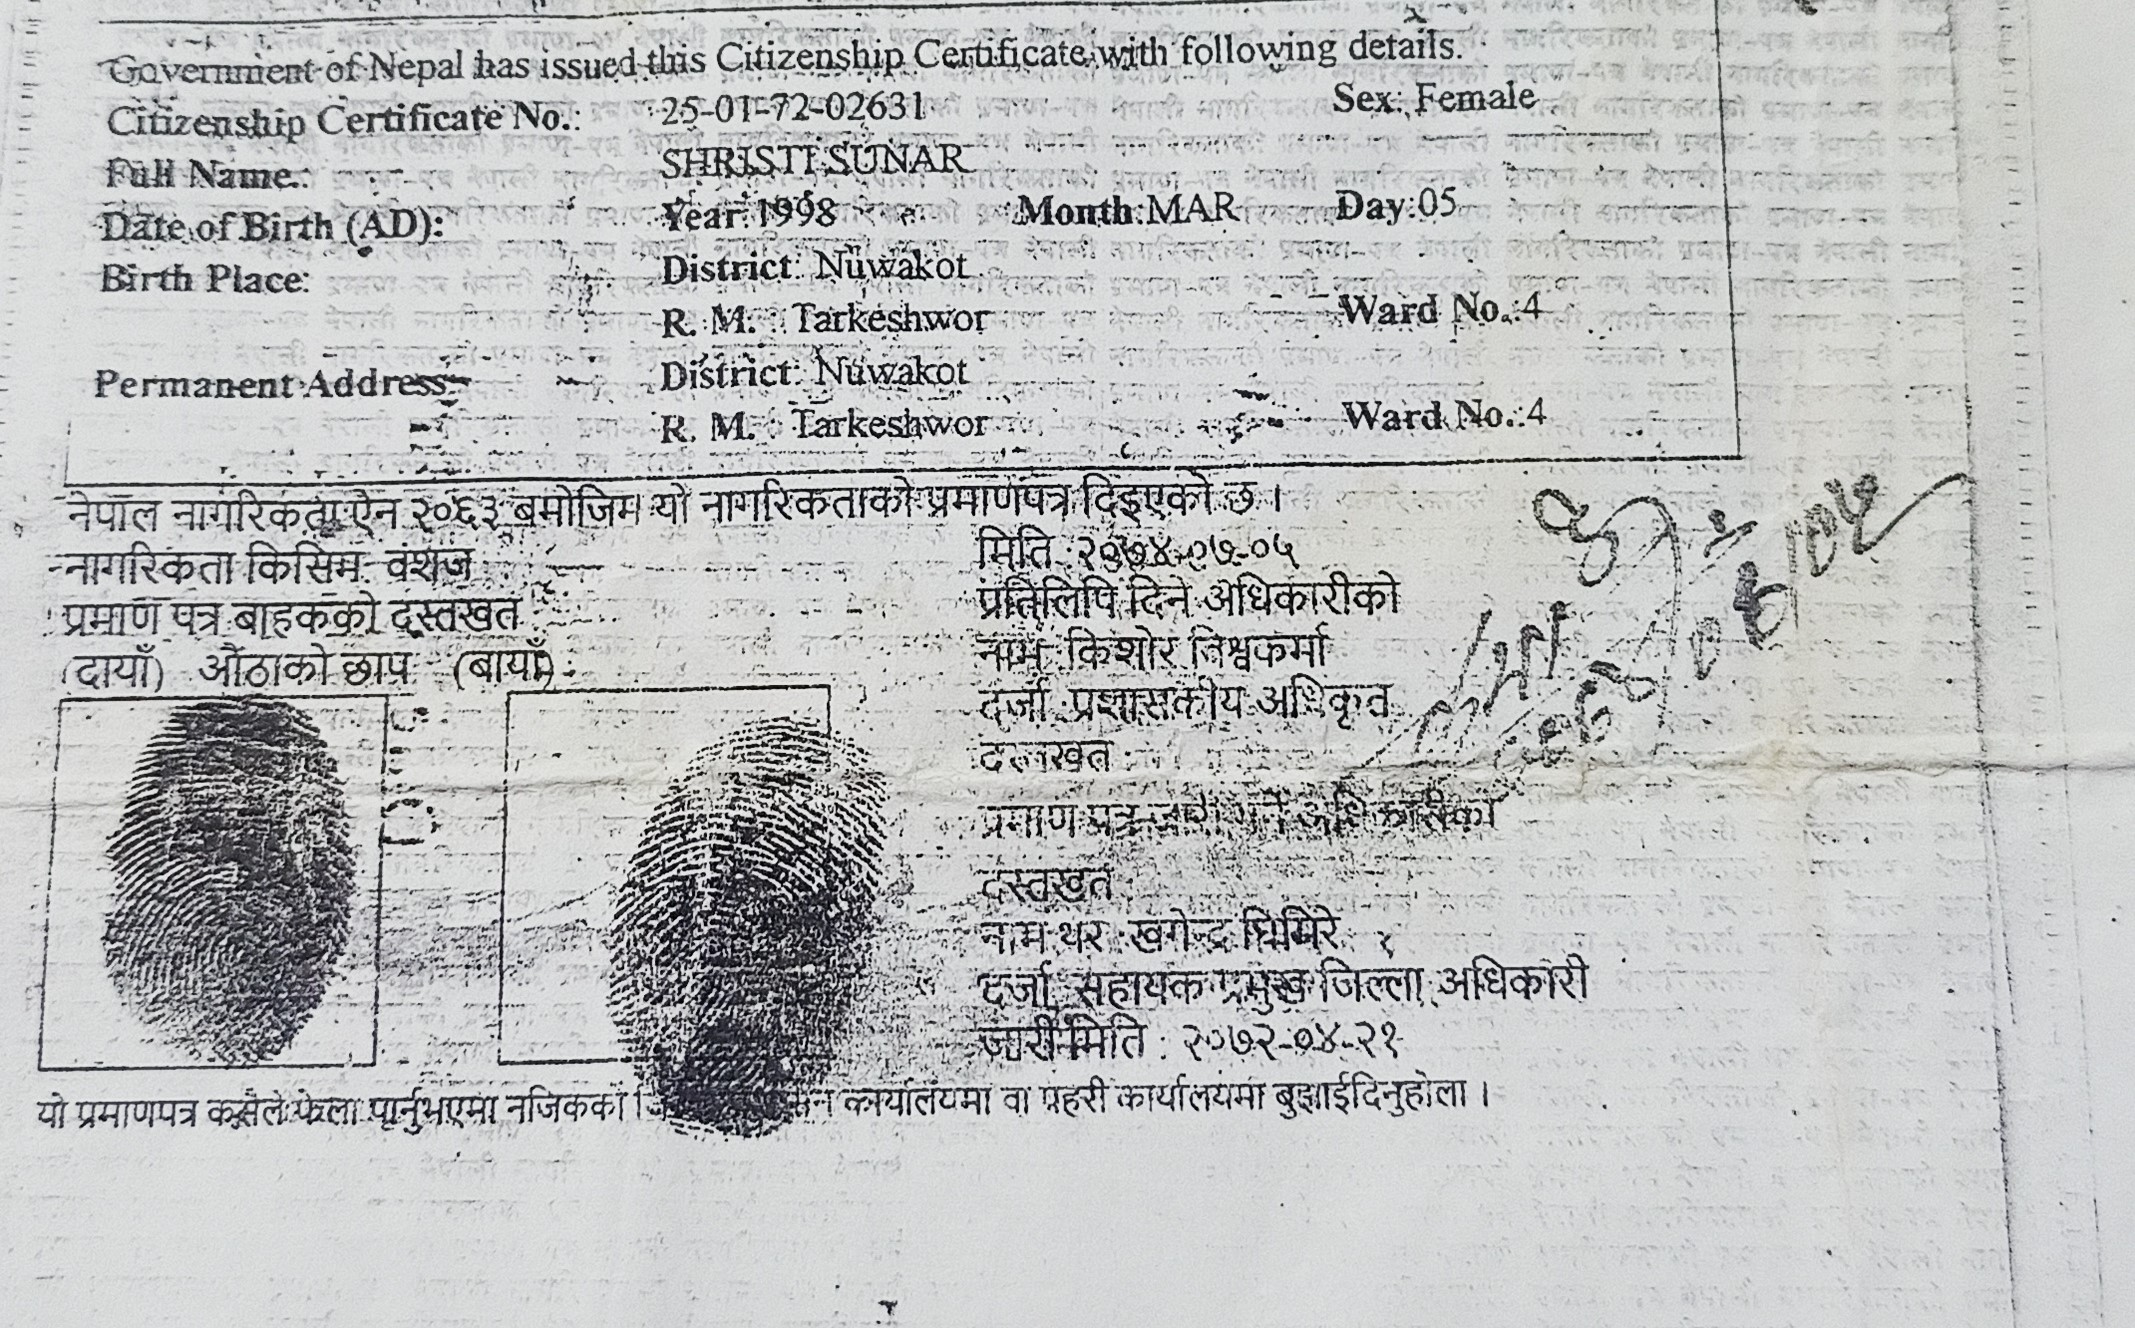 Government of Nepal has issued this Citizenship Certificate with following details.
Citizenship Certificate No.: 25-01-72-02631 Sex: Female
Full Name.: SHRISTI SUNAR
Date of Birth (AD): Year:1998 Month:MAR Day:05
Birth Place: District: Nuwakot
R. M. : Tarkeshwor Ward No.:4
Permanent Address: District: Nuwakot
R. M. : Tarkeshwor Ward No.:4
नेपाल नागरिकता ऐन २०६३ बमोजिम यो नागरिकताको प्रमाणपत्र दिइएको छ ।
नागरिकता किसिम: वंशज मिति :२०७४-०७-०५
प्रमाण पत्र बाहकको दस्तखत प्रतिलिपि दिने अधिकारीको
(दायाँ) औंठाको छाप (बायाँ) नाम: किशोर विश्वकर्मा
दर्जा :प्रशासकीय अधिकृत
दस्तखत :
प्रमाण पत्र जारी गर्ने अधिकारीको
दस्तखत :
नाम थर :खगेन्द्र घिमिरे
दर्जा :सहायक प्रमुख जिल्ला अधिकारी
जारी मिति : २०७२-०४-२१
यो प्रमाणपत्र कसैले फेला पार्नुभएमा नजिकको कार्यालयमा वा प्रहरी कार्यालयमा बुझाईदिनुहोला ।